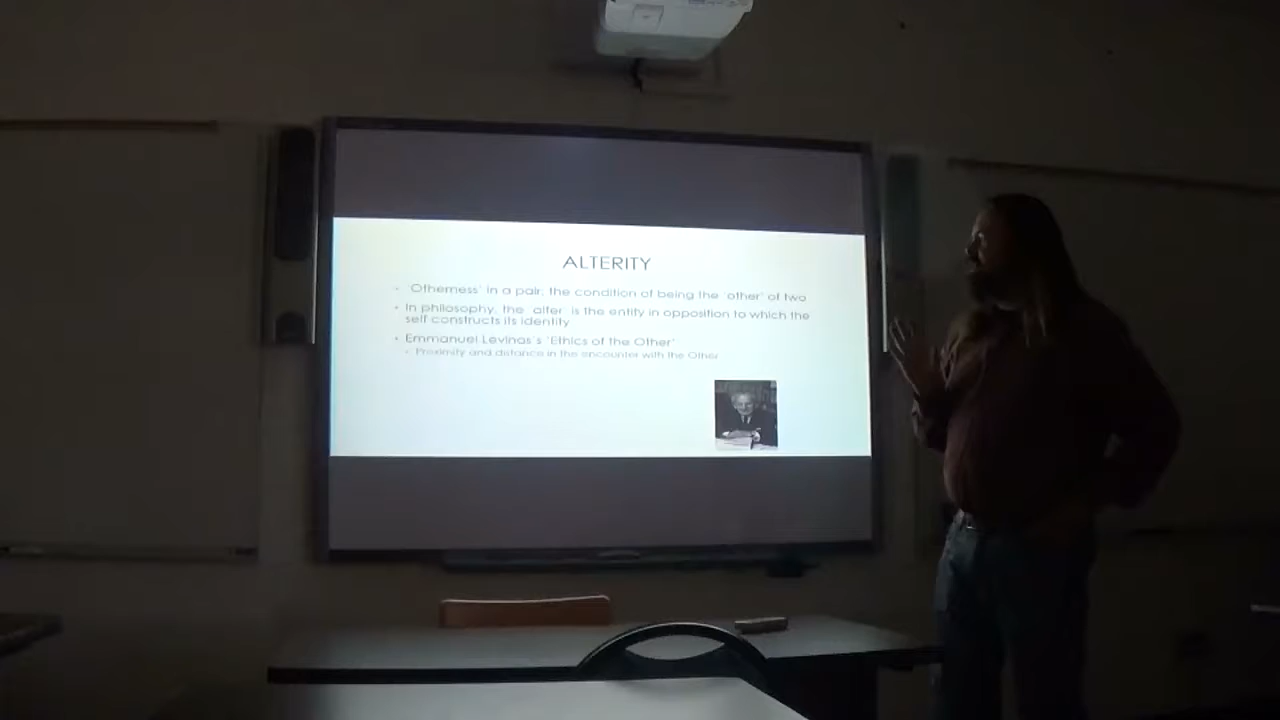 ALTERITY
- 'Otherness' in a pair; the condition of being the 'other' of two
- In philosophy, the 'alter' is the entity in opposition to which the
self constructs its identity
- Emmanuel Levinas's 'Ethics of the Other'
- Proximity and distance in the encounter with the Other